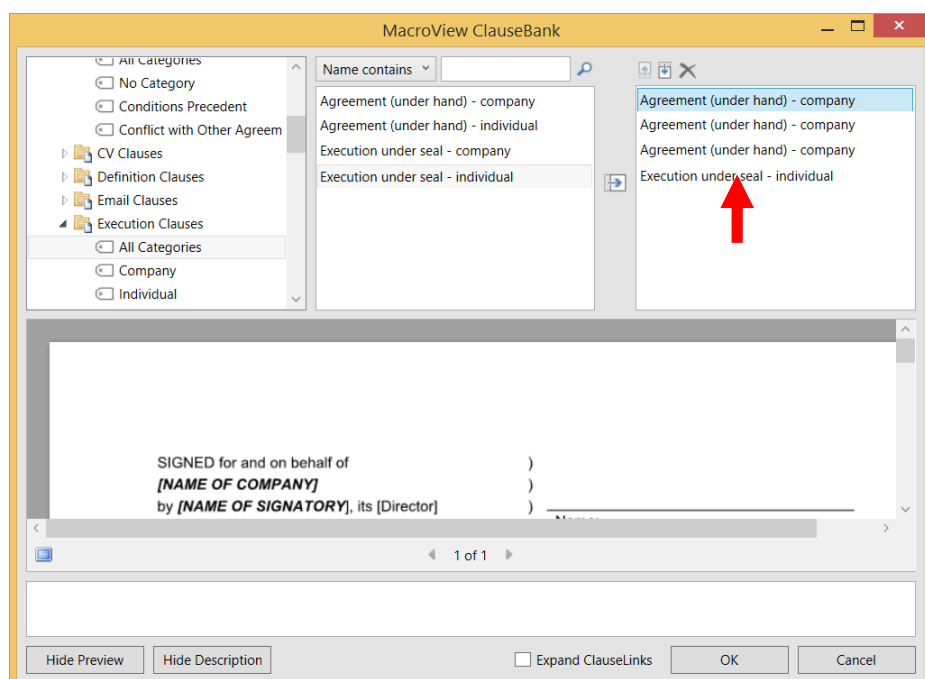 MacroView ClauseBank
All Categories
No Category
Conditions Precedent
Conflict with Other Agreem
CV Clauses
Definition Clauses
Email Clauses
Execution Clauses
All Categories
Company
Individual
Name contains
Agreement (under hand) - company
Agreement (under hand) - individual
Execution under seal - company
Execution under seal - individual
Agreement (under hand) - company
Agreement (under hand) - company
Agreement (under hand) - company
Execution under seal - individual
SIGNED for and on behalf of )
[NAME OF COMPANY] )
by [NAME OF SIGNATORY], its [Director] )
Name:
1 of 1
Hide Preview
Hide Description
Expand ClauseLinks
OK
Cancel